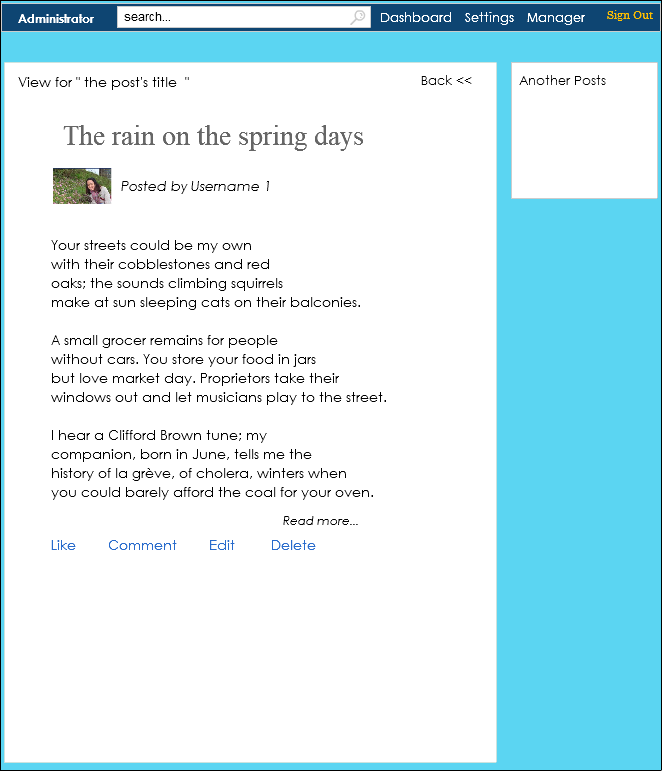 Administrator search... Dashboard Settings Manager Sign Out
View for " the post's title " Back << Another Posts
The rain on the spring days
Posted by Username 1
Your streets could be my own
with their cobblestones and red
oaks; the sounds climbing squirrels
make at sun sleeping cats on their balconies.
A small grocer remains for people
without cars. You store your food in jars
but love market day. Proprietors take their
windows out and let musicians play to the street.
I hear a Clifford Brown tune; my
companion, born in June, tells me the
history of la grève, of cholera, winters when
you could barely afford the coal for your oven.
Read more...
Like Comment Edit Delete